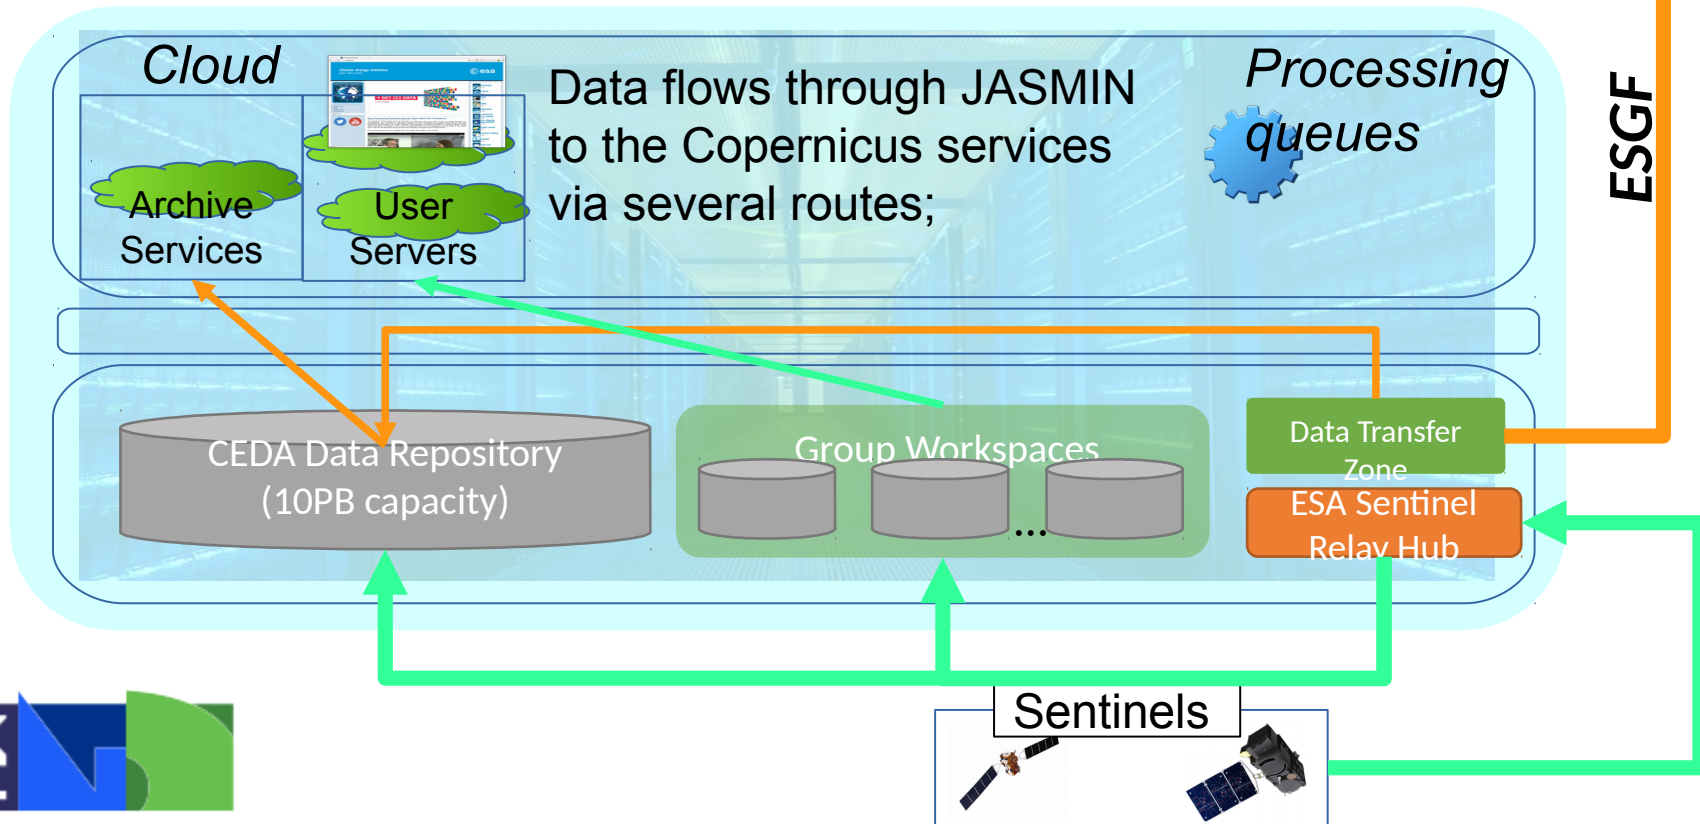 Cloud
esa
Data flows through JASMIN
to the Copernicus services
via several routes;
Processing
queues
ESGF
Archive
Services
User
Servers
CEDA Data Repository
(10PB capacity)
Group Workspaces
...
Data Transfer
Zone
ESA Sentinel
Relay Hub
Sentinels